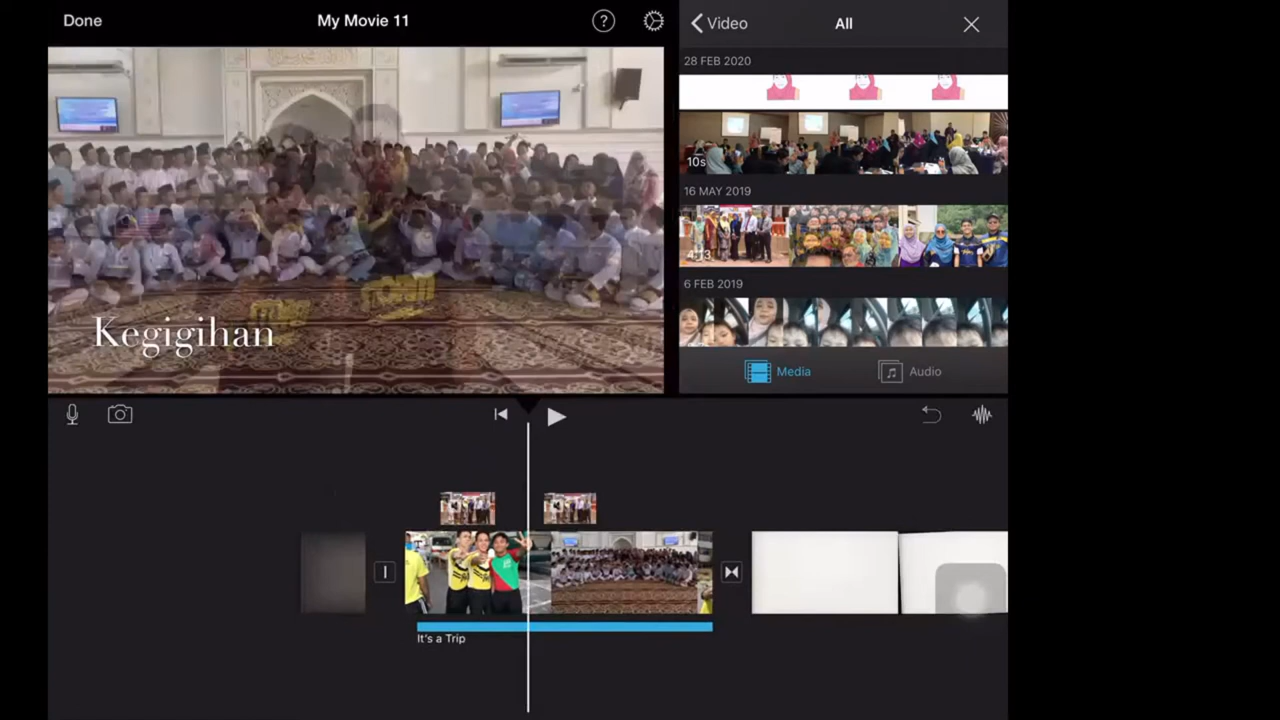 Done
My Movie 11
?
Video
All
28 FEB 2020
10s
16 MAY 2019
6 FEB 2019
Kegigihan
Media
Audio
It's a Trip